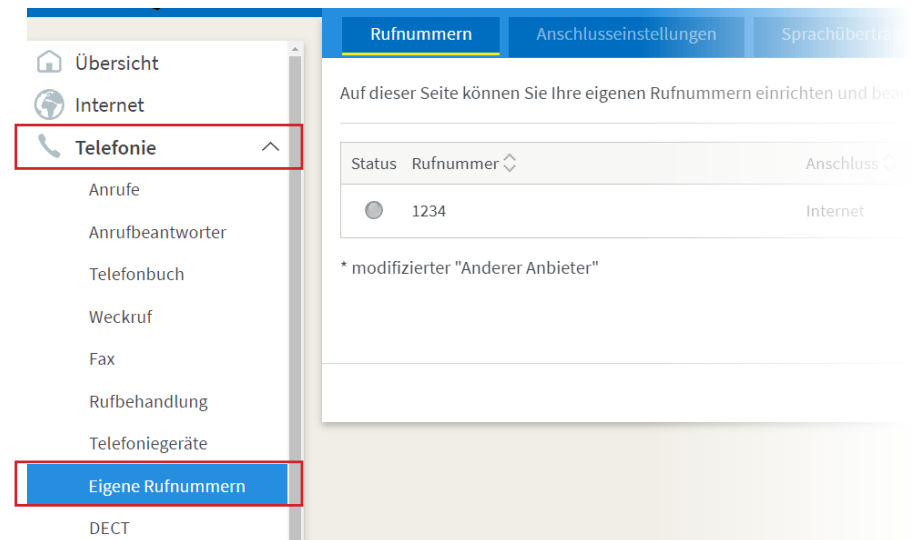 Übersicht
Internet
Telefonie
Anrufe
Anrufbeantworter
Telefonbuch
Weckruf
Fax
Rufbehandlung
Telefoniegeräte
Eigene Rufnummern
DECT
Rufnummern Anschlusseinstellungen
Auf dieser Seite können Sie Ihre eigenen Rufnummern einrichten und
Status Rufnummer Anschluss
1234 Internet
* modifizierter "Anderer Anbieter"